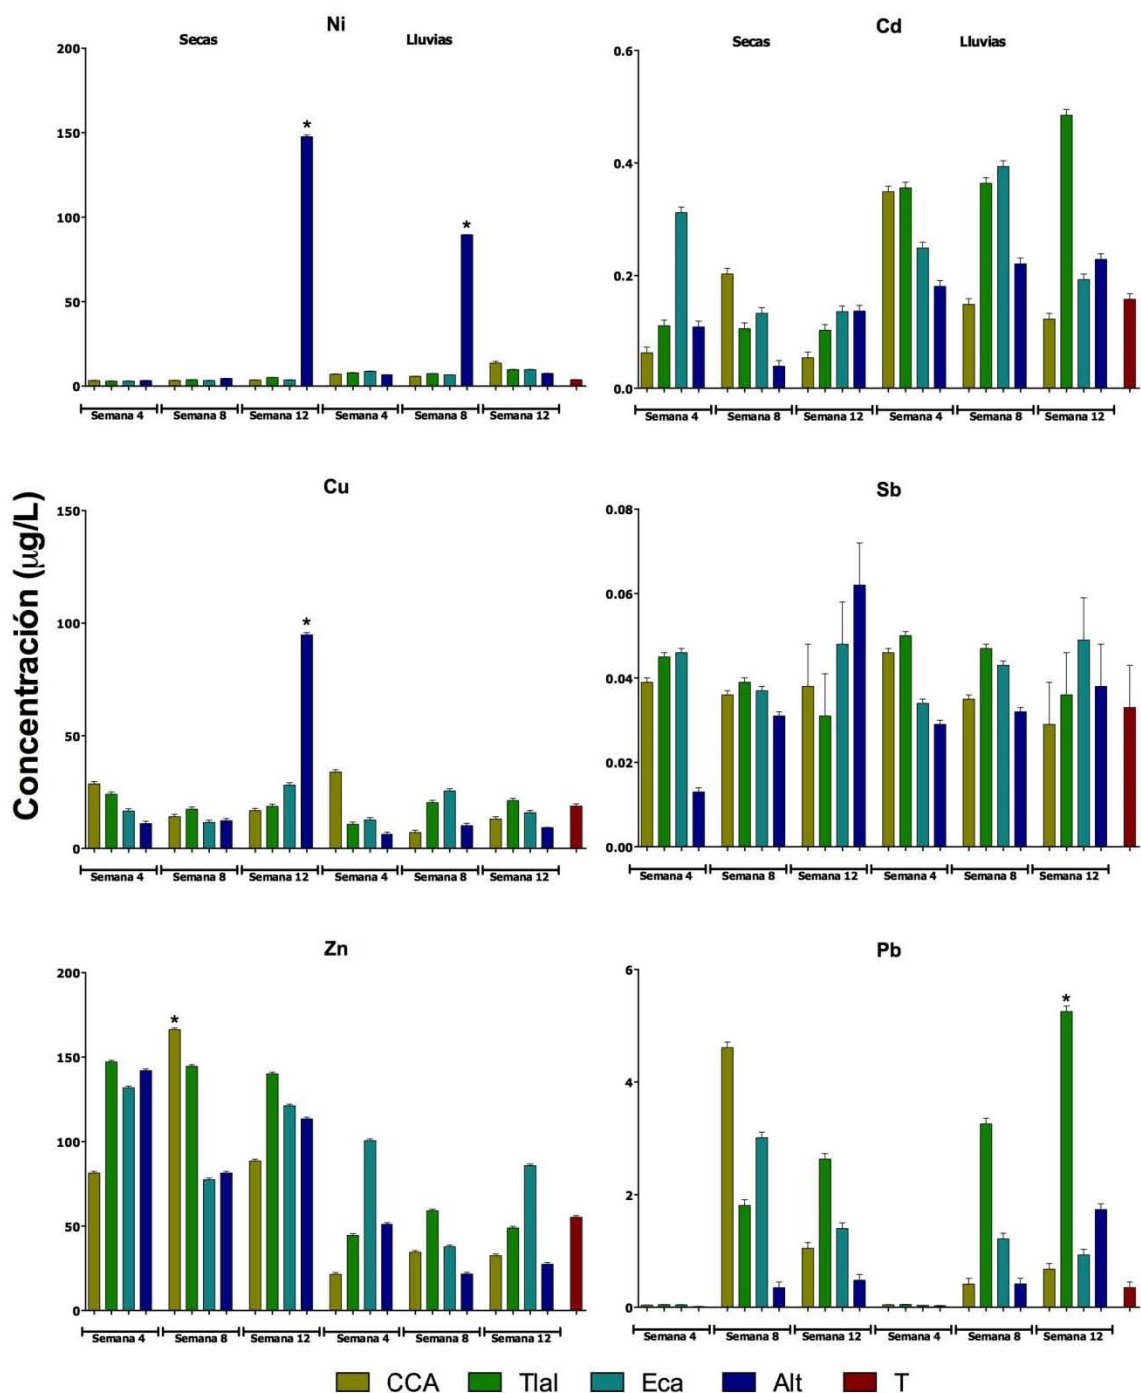 Ni
Secas Lluvias
200
150
100
50
0
* *
Semana 4 Semana 8 Semana 12 Semana 4 Semana 8 Semana 12
Cd
Secas Lluvias
0.6
0.4
0.2
0.0
Semana 4 Semana 8 Semana 12 Semana 4 Semana 8 Semana 12
Concentración (µg/L)
Cu
150
100
50
0
*
Semana 4 Semana 8 Semana 12 Semana 4 Semana 8 Semana 12
Sb
0.08
0.06
0.04
0.02
0.00
Semana 4 Semana 8 Semana 12 Semana 4 Semana 8 Semana 12
Zn
200
150
100
50
0
*
Semana 4 Semana 8 Semana 12 Semana 4 Semana 8 Semana 12
Pb
6
4
2
0
*
Semana 4 Semana 8 Semana 12 Semana 4 Semana 8 Semana 12
CCA Tlal Eca Alt T